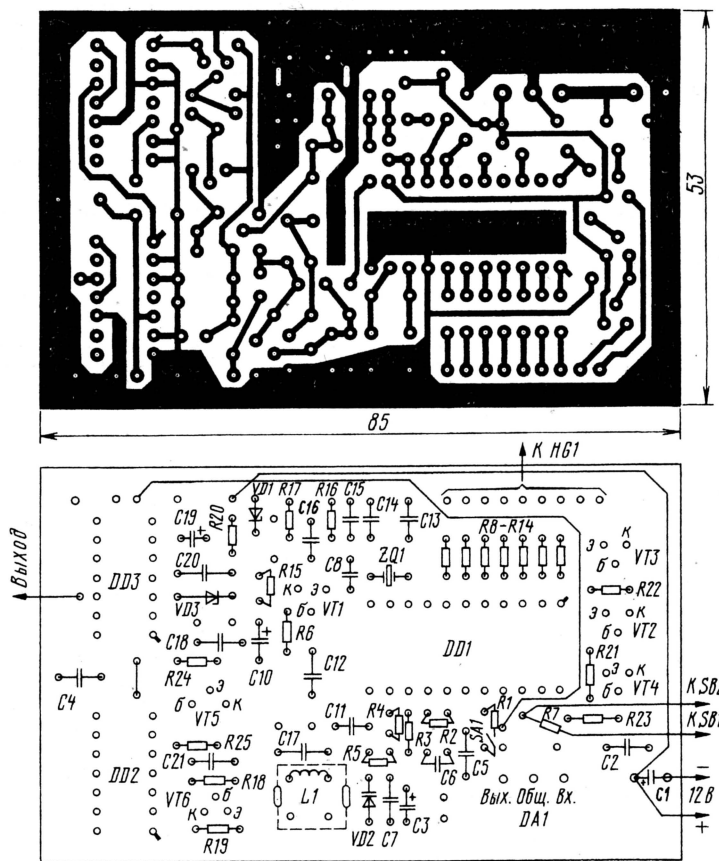 53
85
К HG1
VD1 R17 R16 C15
C19 + R20 C16 C14 C13
R8-R14
Э К
б VT3
Выход
C20
DD3
C8 ZQ1
R15
К Э
б VT1
VD3
R22
Э К
б VT2
C18
R6
DD1
+
C10
R24
C12
R21
Э К
б VT4
C4
Э
б К
VT5
К SB2
К SB1
R4 R1
C11 R3 R2 SA1 R7 R23
R25
C17
R5
C6 C5
C2
C21
DD2
R18
L1
VT6 б
К Э
R19
VD2 C7 + C3
Вых. Общ. Вх.
DA1
+ C1
−
12 В
+